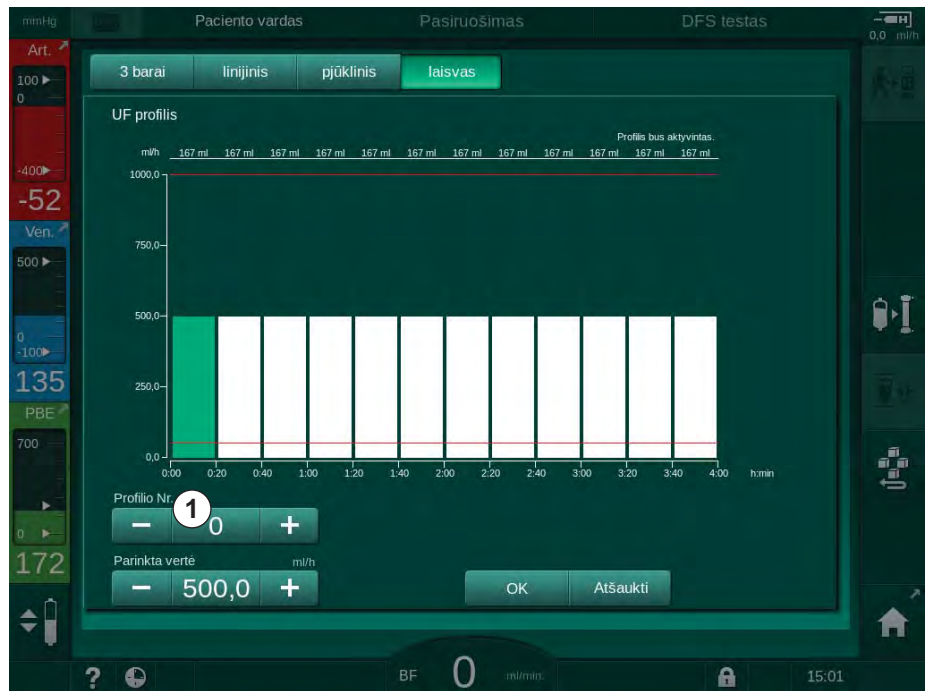 mmHg Paciento vardas Pasiruošimas DFS testas H
0,0 ml/h
Art.
100
0
-400
-52
Ven.
500
0
-100
135
PBE
700
0
172
3 barai linijinis pjūklinis laisvas
UF profilis
Profilis bus aktyvintas.
ml/h 167 ml 167 ml 167 ml 167 ml 167 ml 167 ml 167 ml 167 ml 167 ml 167 ml 167 ml 167 ml
1000,0
750,0
500,0
250,0
0,0
0:00 0:20 0:40 1:00 1:20 1:40 2:00 2:20 2:40 3:00 3:20 3:40 4:00 h:min
Profilio Nr.
1
− 0 +
Parinkta vertė ml/h
− 500,0 +
OK Atšaukti
? BF 0 ml/min. 15:01